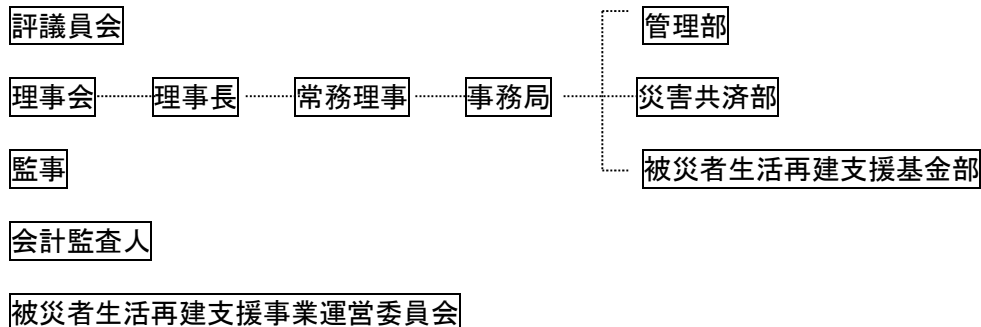 評議員会 管理部
理事会 理事長 常務理事 事務局 災害共済部
監事 被災者生活再建支援基金部
会計監査人
被災者生活再建支援事業運営委員会